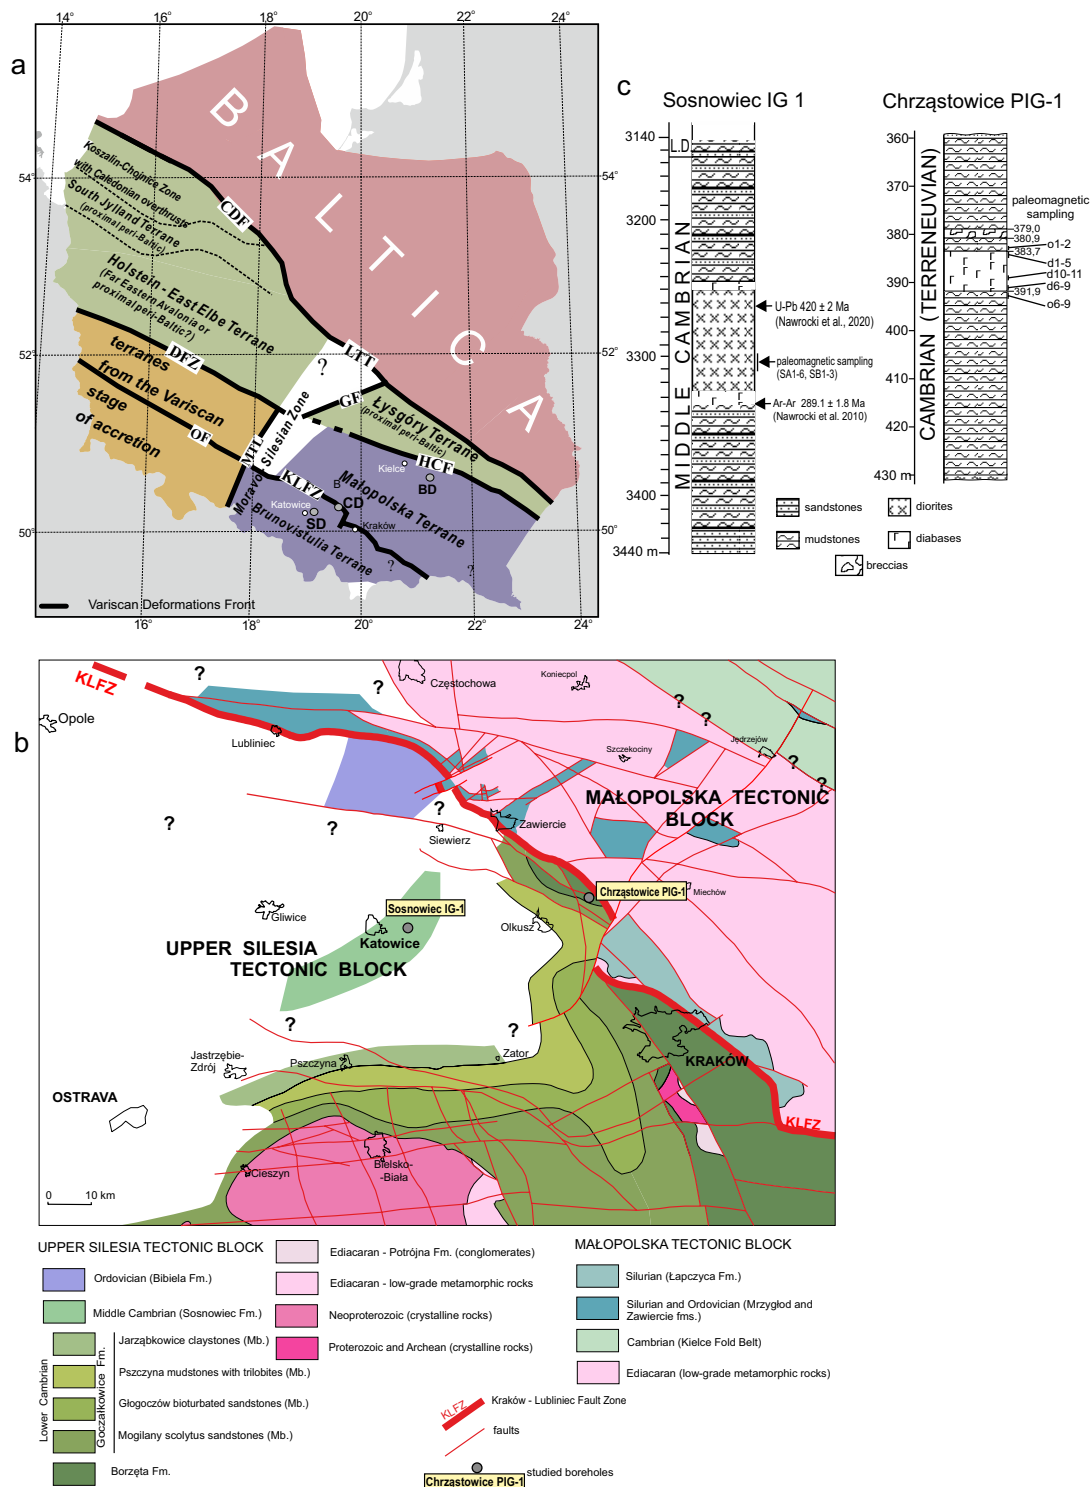 a
14°
16°
18°
20°
22°
24°
54°
54°
52°
52°
50°
50°
16°
18°
20°
22°
24°
BALTICA
Koszalin-Chojnice Zone
with Caledonian overthrusts
South Jylland Terrane
(proximal peri-Baltic)
CDF
Holstein - East Elbe Terrane
(Far Eastern Avalonia or
proximal peri-Baltic?)
DFZ
LTT
?
terranes
from the Variscan
stage
of accretion
OF
MFL
Moravo-Silesian Zone
GF
Łysgóry Terrane
(proximal peri-Baltic)
HCF
Kielce
BD
KLFZ
B
CD
Małopolska Terrane
Katowice
SD
Kraków
Brunovistulia Terrane
?
?
Variscan Deformations Front
c
Sosnowiec IG 1
3140
L.D
3200
3300
3400
3440 m
MIDDLE CAMBRIAN
U-Pb 420 ± 2 Ma
(Nawrocki et al., 2020)
paleomagnetic sampling
(SA1-6, SB1-3)
Ar-Ar 289.1 ± 1.8 Ma
(Nawrocki et al. 2010)
Chrząstowice PIG-1
360
370
380
390
400
410
420
430 m
CAMBRIAN (TERRENEUVIAN)
paleomagnetic
sampling
379,0
380,9
383,7
391,9
o1-2
d1-5
d10-11
d6-9
o6-9
sandstones
diorites
mudstones
diabases
breccias
b
KLFZ
?
?
Częstochowa
Koniecpol
?
?
Opole
Lubliniec
Szczekociny
Jędrzejów
?
?
MAŁOPOLSKA TECTONIC
BLOCK
?
?
?
Siewierz
Zawiercie
Chrząstowice PIG-1
Miechów
Gliwice
Sosnowiec IG-1
Katowice
Olkusz
UPPER SILESIA
TECTONIC BLOCK
?
?
Jastrzębie-
Zdrój
Pszczyna
Zator
KRAKÓW
OSTRAVA
KLFZ
Cieszyn
Bielsko-
-Biała
0 10 km
UPPER SILESIA TECTONIC BLOCK
Ordovician (Bibiela Fm.)
Middle Cambrian (Sosnowiec Fm.)
Lower Cambrian
Goczałkowice Fm.
Jarząbkowice claystones (Mb.)
Pszczyna mudstones with trilobites (Mb.)
Głogoczów bioturbated sandstones (Mb.)
Mogilany scolytus sandstones (Mb.)
Borzęta Fm.
Ediacaran - Potrójna Fm. (conglomerates)
Ediacaran - low-grade metamorphic rocks
Neoproterozoic (crystalline rocks)
Proterozoic and Archean (crystalline rocks)
MAŁOPOLSKA TECTONIC BLOCK
Silurian (Łapczyca Fm.)
Silurian and Ordovician (Mrzygłod and
Zawiercie fms.)
Cambrian (Kielce Fold Belt)
Ediacaran (low-grade metamorphic rocks)
KLFZ
Kraków - Lubliniec Fault Zone
faults
Chrząstowice PIG-1
studied boreholes